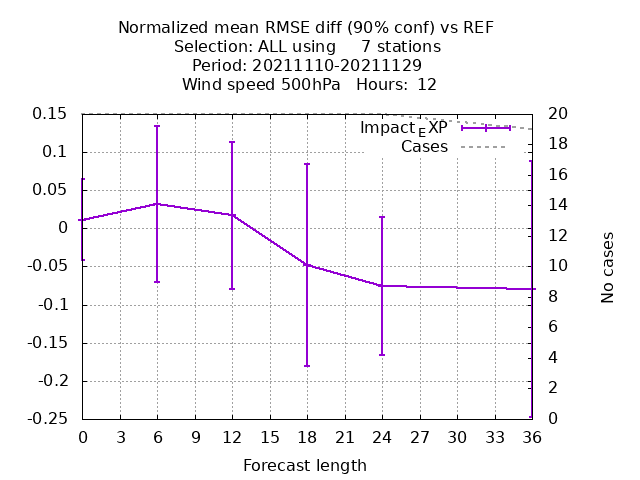 Normalized mean RMSE diff (90% conf) vs REF
Selection: ALL using 7 stations
Period: 20211110-20211129
Wind speed 500hPa Hours: 12
0.15
0.1
0.05
0
-0.05
-0.1
-0.15
-0.2
-0.25
Impact EXP
Cases
20
18
16
14
12
10
8
6
4
2
0
No cases
0 3 6 9 12 15 18 21 24 27 30 33 36
Forecast length